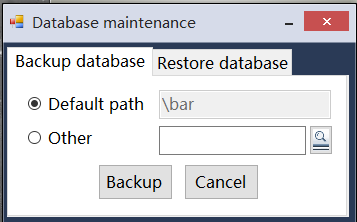 Database maintenance
Backup database Restore database
Default path \bar
Other
Backup Cancel